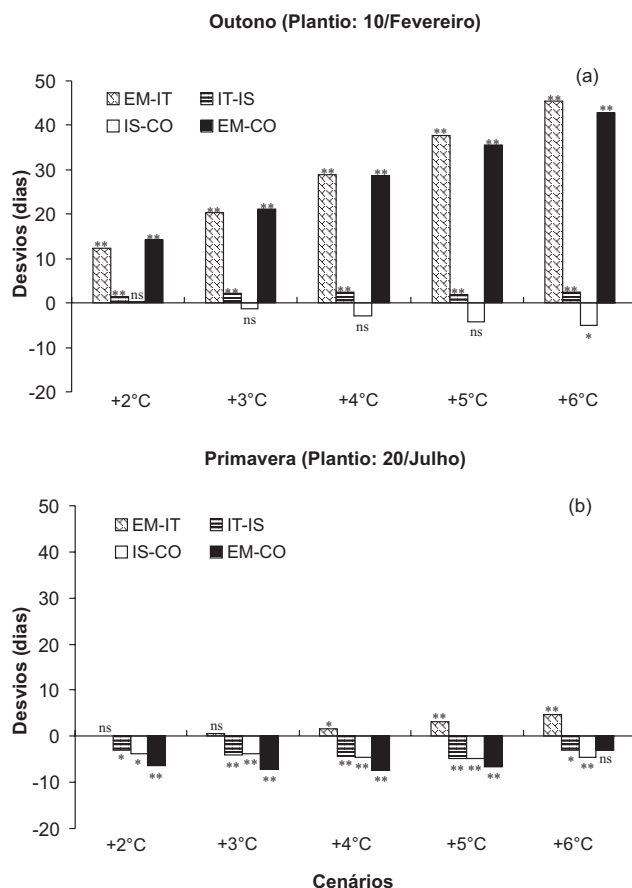 Outono (Plantio: 10/Fevereiro)
(a)
EM-IT IT-IS
IS-CO EM-CO
Desvios (dias)
50
40
30
20
10
0
-10
-20
** ** ns **
** ** ns **
** ** ns **
** ** ns **
** ** * **
+2°C +3°C +4°C +5°C +6°C
Primavera (Plantio: 20/Julho)
(b)
EM-IT IT-IS
IS-CO EM-CO
Desvios (dias)
50
40
30
20
10
0
-10
-20
ns * * **
ns ** ** **
* ** ** **
** ** ** **
** * ** ns
+2°C +3°C +4°C +5°C +6°C
Cenários